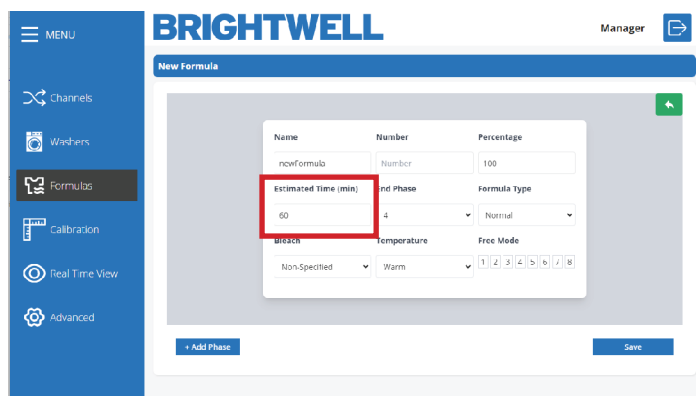 MENU
BRIGHTWELL
Manager
New Formula
Channels
Washers
Formulas
Calibration
Real Time View
Advanced
Name Number Percentage
newFormula Number 100
Estimated Time (min) End Phase Formula Type
60 4 Normal
Bleach Temperature Free Mode
Non-Specified Warm 1 2 3 4 5 6 7 8
+ Add Phase Save